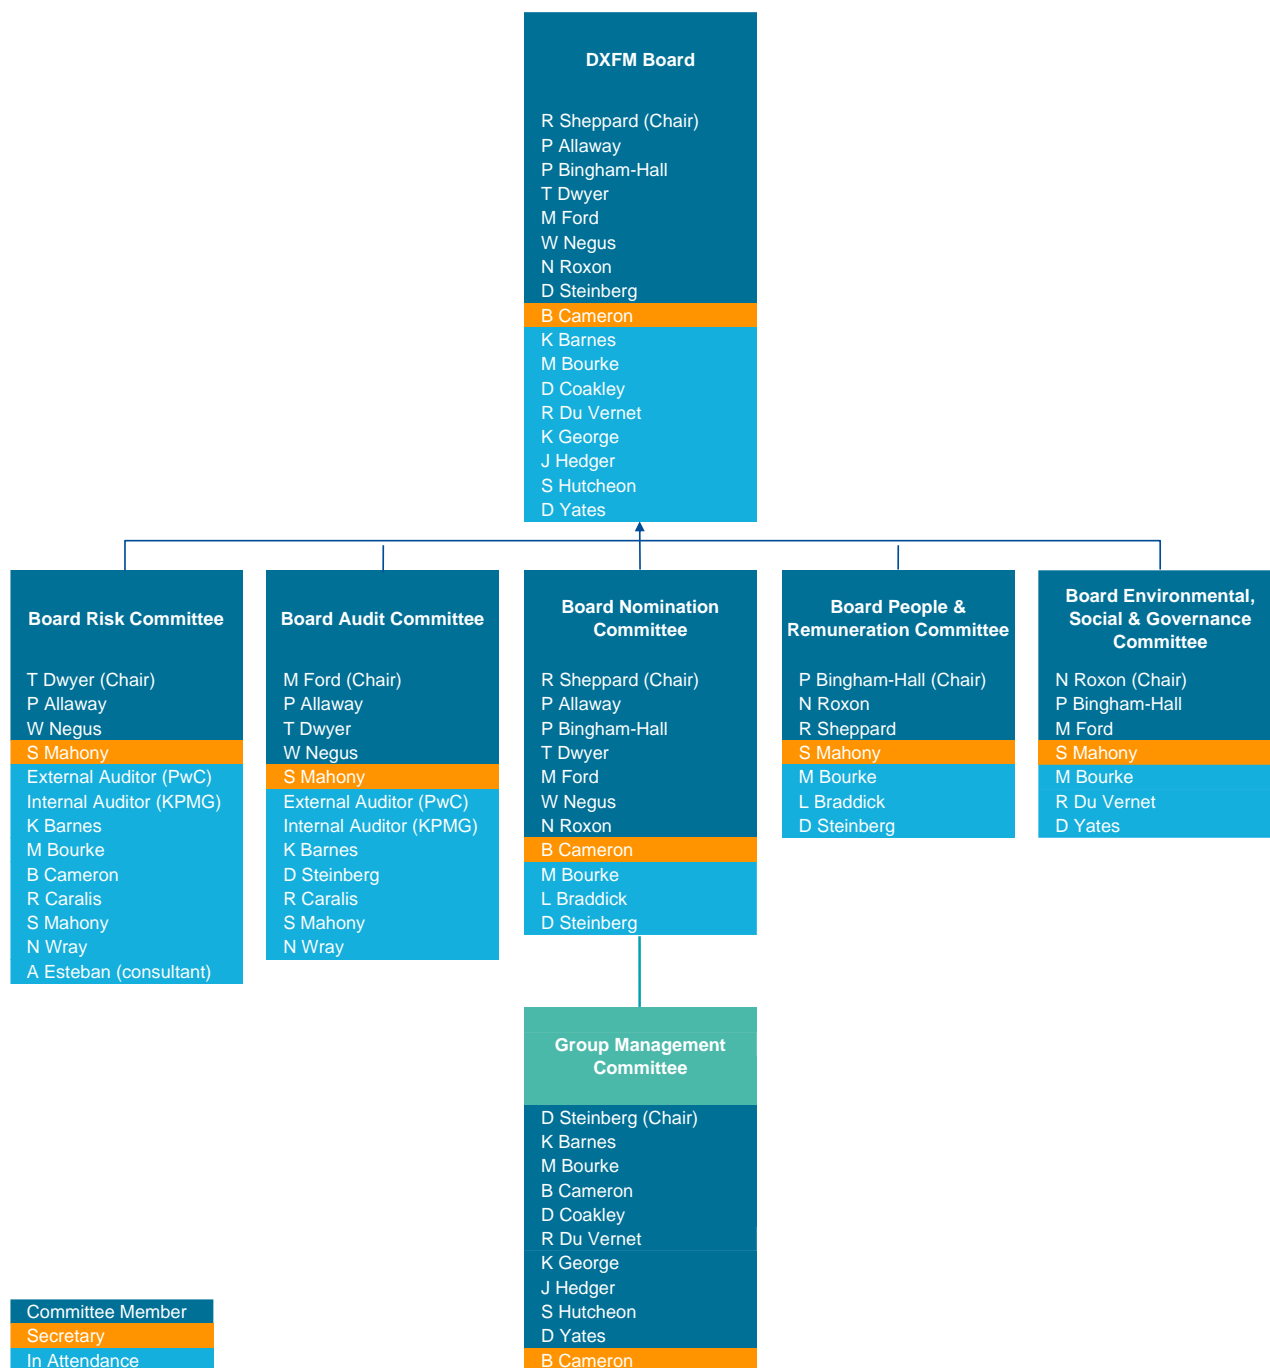 DXFM Board
R Sheppard (Chair)
P Allaway
P Bingham-Hall
T Dwyer
M Ford
W Negus
N Roxon
D Steinberg
B Cameron
K Barnes
M Bourke
D Coakley
R Du Vernet
K George
J Hedger
S Hutcheon
D Yates
Board Risk Committee
T Dwyer (Chair)
P Allaway
W Negus
S Mahony
External Auditor (PwC)
Internal Auditor (KPMG)
K Barnes
M Bourke
B Cameron
R Caralis
S Mahony
N Wray
A Esteban (consultant)
Board Audit Committee
M Ford (Chair)
P Allaway
T Dwyer
W Negus
S Mahony
External Auditor (PwC)
Internal Auditor (KPMG)
K Barnes
D Steinberg
R Caralis
S Mahony
N Wray
Board Nomination
Committee
R Sheppard (Chair)
P Allaway
P Bingham-Hall
T Dwyer
M Ford
W Negus
N Roxon
B Cameron
M Bourke
L Braddick
D Steinberg
Board People &
Remuneration Committee
P Bingham-Hall (Chair)
N Roxon
R Sheppard
S Mahony
M Bourke
L Braddick
D Steinberg
Board Environmental,
Social & Governance
Committee
N Roxon (Chair)
P Bingham-Hall
M Ford
S Mahony
M Bourke
R Du Vernet
D Yates
Group Management
Committee
D Steinberg (Chair)
K Barnes
M Bourke
B Cameron
D Coakley
R Du Vernet
K George
J Hedger
S Hutcheon
D Yates
B Cameron
Committee Member
Secretary
In Attendance